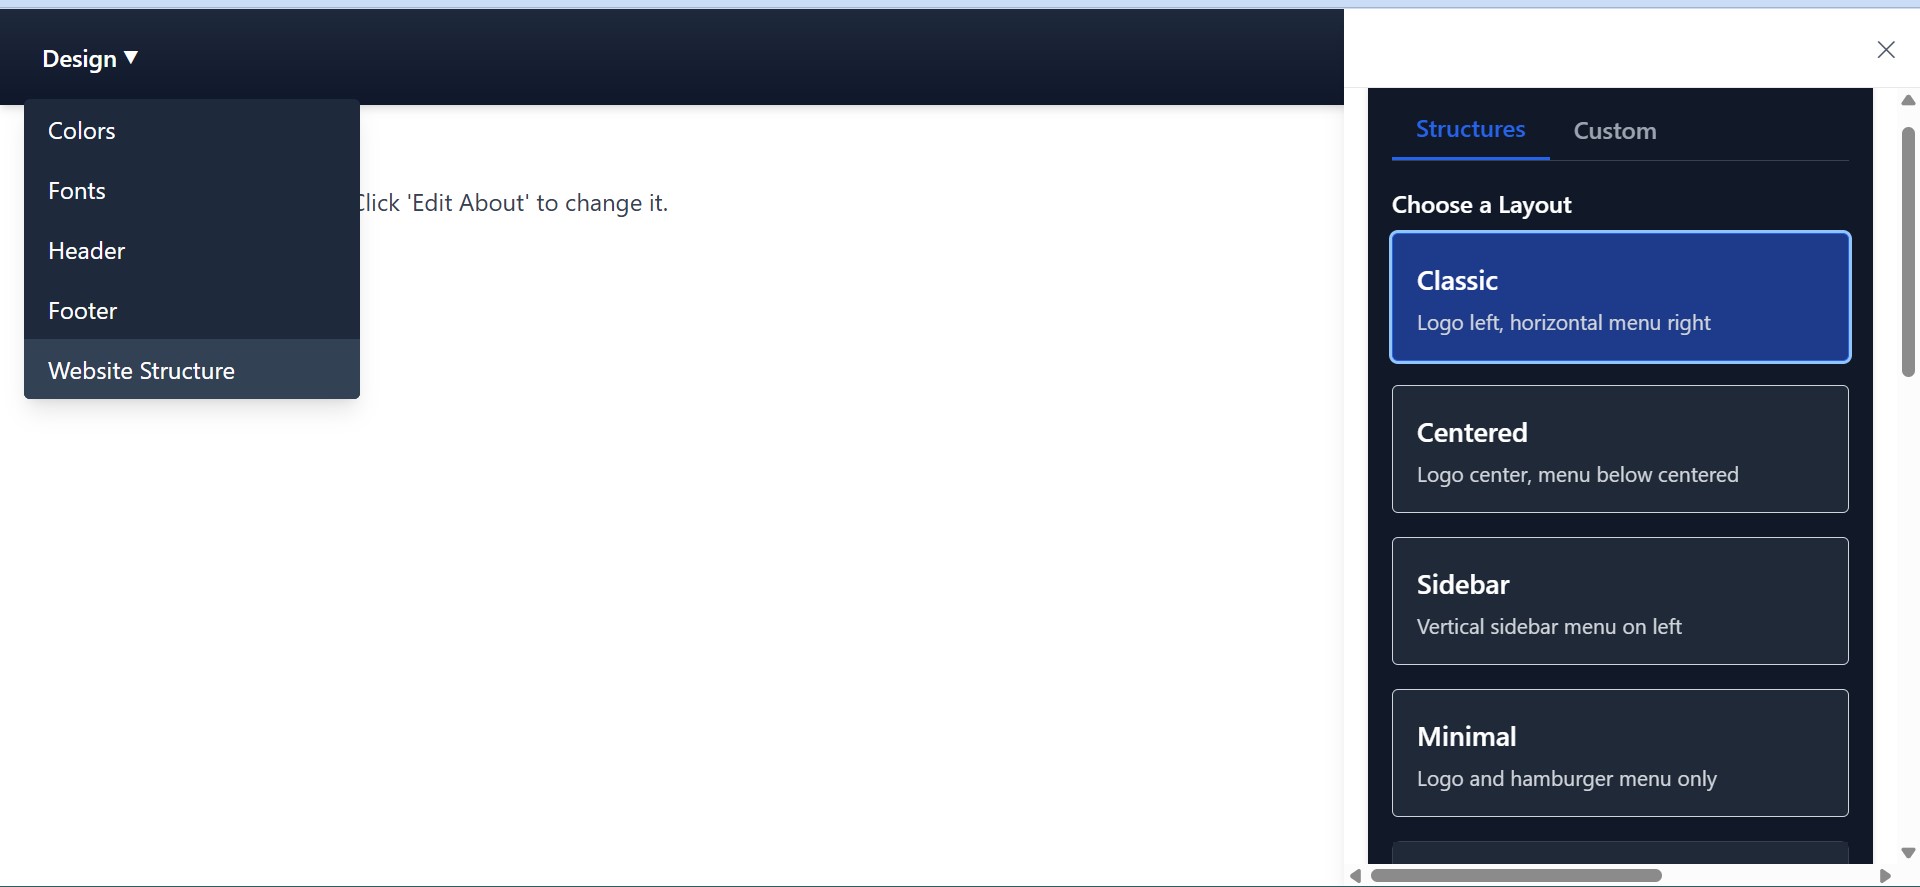 Design ▼
Colors
Fonts
Header
Footer
Website Structure
Click 'Edit About' to change it.
Structures
Custom
Choose a Layout
Classic
Logo left, horizontal menu right
Centered
Logo center, menu below centered
Sidebar
Vertical sidebar menu on left
Minimal
Logo and hamburger menu only